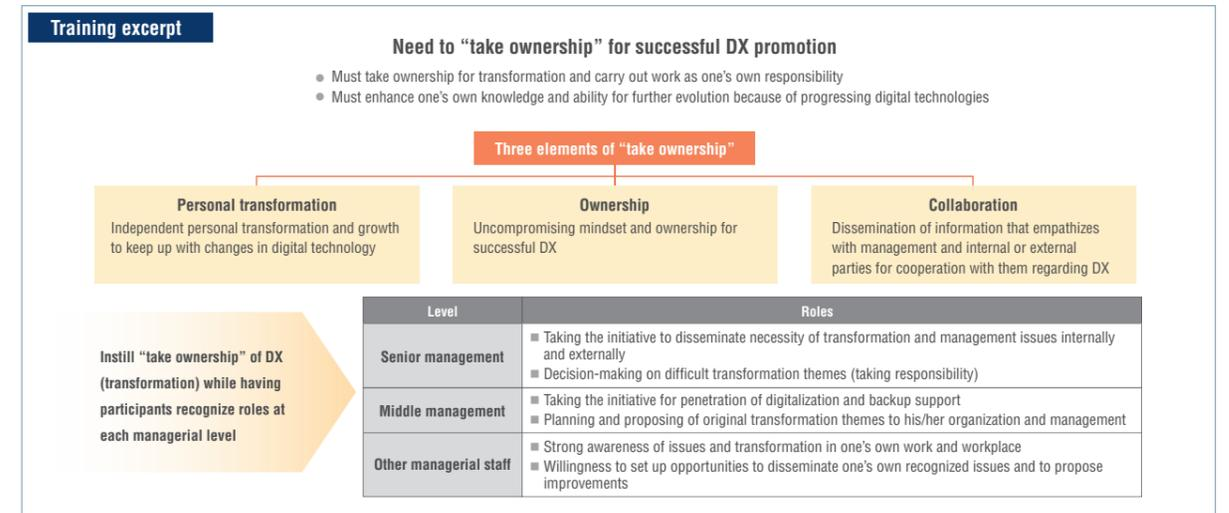 Training excerpt
Need to “take ownership” for successful DX promotion
● Must take ownership for transformation and carry out work as one’s own responsibility
● Must enhance one’s own knowledge and ability for further evolution because of progressing digital technologies
Three elements of “take ownership”
Personal transformation
Independent personal transformation and growth
to keep up with changes in digital technology
Ownership
Uncompromising mindset and ownership for
successful DX
Collaboration
Dissemination of information that empathizes
with management and internal or external
parties for cooperation with them regarding DX
Instill “take ownership” of DX
(transformation) while having
participants recognize roles at
each managerial level
Level
Roles
Senior management
■ Taking the initiative to disseminate necessity of transformation and management issues internally
and externally
■ Decision-making on difficult transformation themes (taking responsibility)
Middle management
■ Taking the initiative for penetration of digitalization and backup support
■ Planning and proposing of original transformation themes to his/her organization and management
Other managerial staff
■ Strong awareness of issues and transformation in one’s own work and workplace
■ Willingness to set up opportunities to disseminate one’s own recognized issues and to propose
improvements